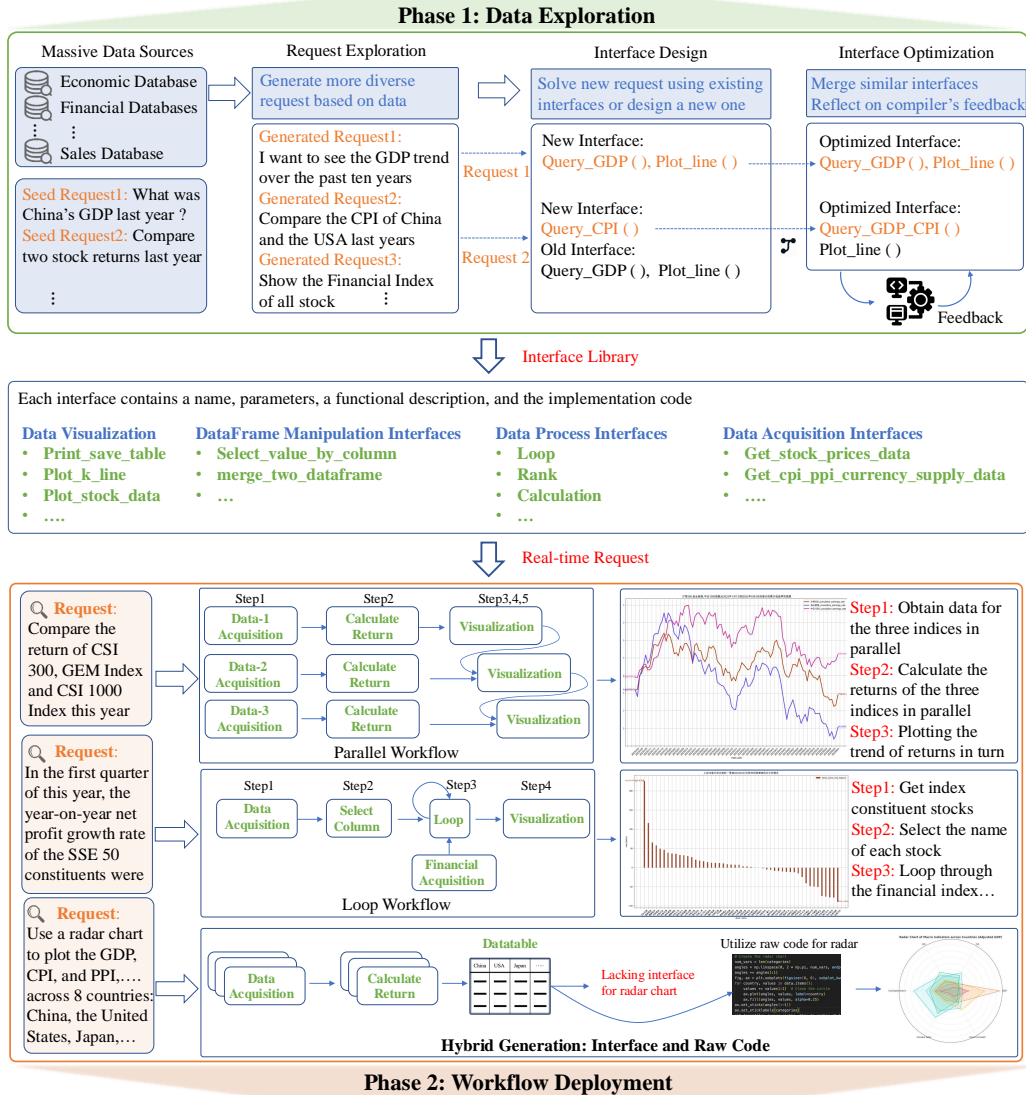 Phase 1: Data Exploration
Massive Data Sources
Economic Database
Financial Databases
⋮ ⋮
Sales Database
Seed Request1: What was
China's GDP last year ?
Seed Request2: Compare
two stock returns last year
⋮
Request Exploration
Generate more diverse
request based on data
Generated Request1:
I want to see the GDP trend
over the past ten years
Generated Request2:
Compare the CPI of China
and the USA last years
Generated Request3:
Show the Financial Index
of all stock ⋮
Request 1
Request 2
Interface Design
Solve new request using existing
interfaces or design a new one
New Interface:
Query_GDP ( ), Plot_line ( )
New Interface:
Query_CPI ( )
Old Interface:
Query_GDP ( ), Plot_line ( )
Interface Optimization
Merge similar interfaces
Reflect on compiler's feedback
Optimized Interface:
Query_GDP ( ), Plot_line ( )
Optimized Interface:
Query_GDP_CPI ( )
Plot_line ( )
Feedback
Interface Library
Each interface contains a name, parameters, a functional description, and the implementation code
Data Visualization
• Print_save_table
• Plot_k_line
• Plot_stock_data
• ….
DataFrame Manipulation Interfaces
• Select_value_by_column
• merge_two_dataframe
• …
Data Process Interfaces
• Loop
• Rank
• Calculation
• …
Data Acquisition Interfaces
• Get_stock_prices_data
• Get_cpi_ppi_currency_supply_data
• ….
Real-time Request
Request:
Compare the
return of CSI
300, GEM Index
and CSI 1000
Index this year
Step1 Step2 Step3,4,5
Data-1
Acquisition
Calculate
Return
Visualization
Data-2
Acquisition
Calculate
Return
Visualization
Data-3
Acquisition
Calculate
Return
Visualization
Parallel Workflow
Step1: Obtain data for
the three indices in
parallel
Step2: Calculate the
returns of the three
indices in parallel
Step3: Plotting the
trend of returns in turn
Request:
In the first quarter
of this year, the
year-on-year net
profit growth rate
of the SSE 50
constituents were
Step1 Step2 Step3 Step4
Data
Acquisition
Select
Column
Loop
Visualization
Financial
Acquisition
Loop Workflow
Step1: Get index
constituent stocks
Step2: Select the name
of each stock
Step3: Loop through
the financial index…
Request:
Use a radar chart
to plot the GDP,
CPI, and PPI,….
across 8 countries:
China, the United
States, Japan,…
Data
Acquisition
Calculate
Return
Datatable
China USA Japan ….
Lacking interface
for radar chart
Utilize raw code for radar
Radar Chart of Macro Indicators across Countries (Adjusted GDP)
Hybrid Generation: Interface and Raw Code
Phase 2: Workflow Deployment